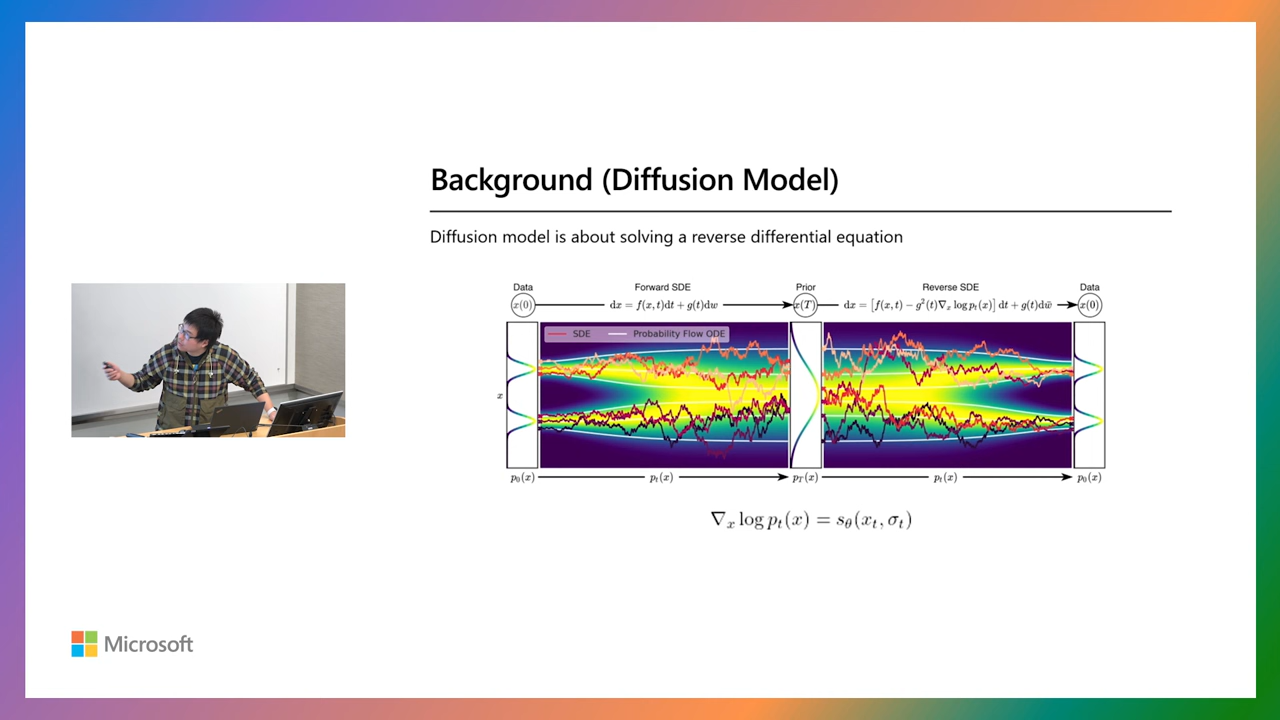 Background (Diffusion Model)
Diffusion model is about solving a reverse differential equation
Data Forward SDE Prior Reverse SDE Data
x(0) dx = f(x,t)dt + g(t)dw x(T) dx = [f(x,t) − g²(t)∇ₓ log pₜ(x)] dt + g(t)dw̄ x(0)
SDE Probability Flow ODE
x
p₀(x) pₜ(x) p_T(x) pₜ(x) p₀(x)
∇ₓ log pₜ(x) = s_θ(xₜ, σₜ)
Microsoft